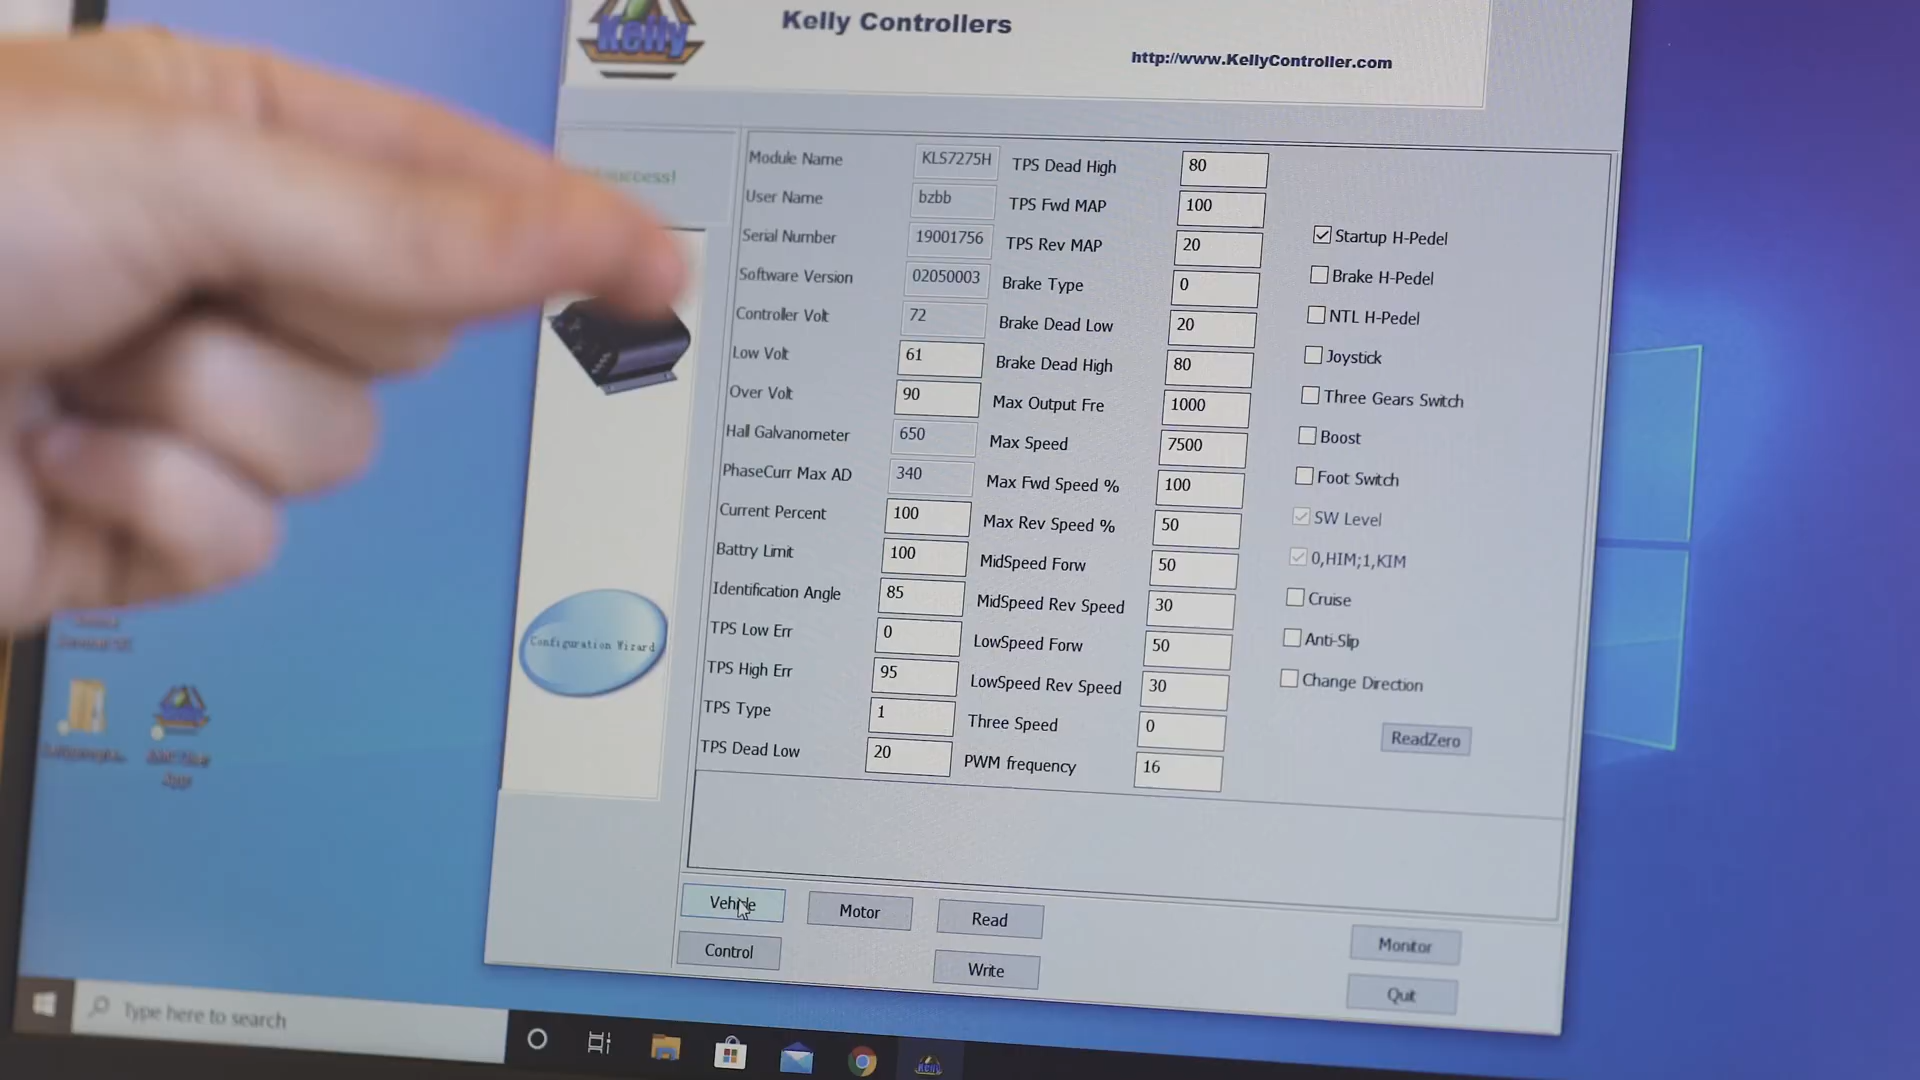 Kelly
Kelly Controllers
http://www.KellyController.com
success!
Module Name KLS7275H TPS Dead High 80
User Name bzbb TPS Fwd MAP 100
Serial Number 19001756 TPS Rev MAP 20 Startup H-Pedel
Software Version 02050003 Brake Type 0 Brake H-Pedel
Controller Volt 72 Brake Dead Low 20 NTL H-Pedel
Low Volt 61 Brake Dead High 80 Joystick
Over Volt 90 Max Output Fre 1000 Three Gears Switch
Hall Galvanometer 650 Max Speed 7500 Boost
PhaseCurr Max AD 340 Max Fwd Speed % 100 Foot Switch
Current Percent 100 Max Rev Speed % 50 SW Level
Battry Limit 100 MidSpeed Forw 50 0,HIM;1,KIM
Identification Angle 85 MidSpeed Rev Speed 30 Cruise
TPS Low Err 0 LowSpeed Forw 50 Anti-Slip
TPS High Err 95 LowSpeed Rev Speed 30 Change Direction
TPS Type 1 Three Speed 0 ReadZero
TPS Dead Low 20 PWM frequency 16
Configuration Wizard
Vehicle Motor Read Monitor
Control Write Quit
Type here to search